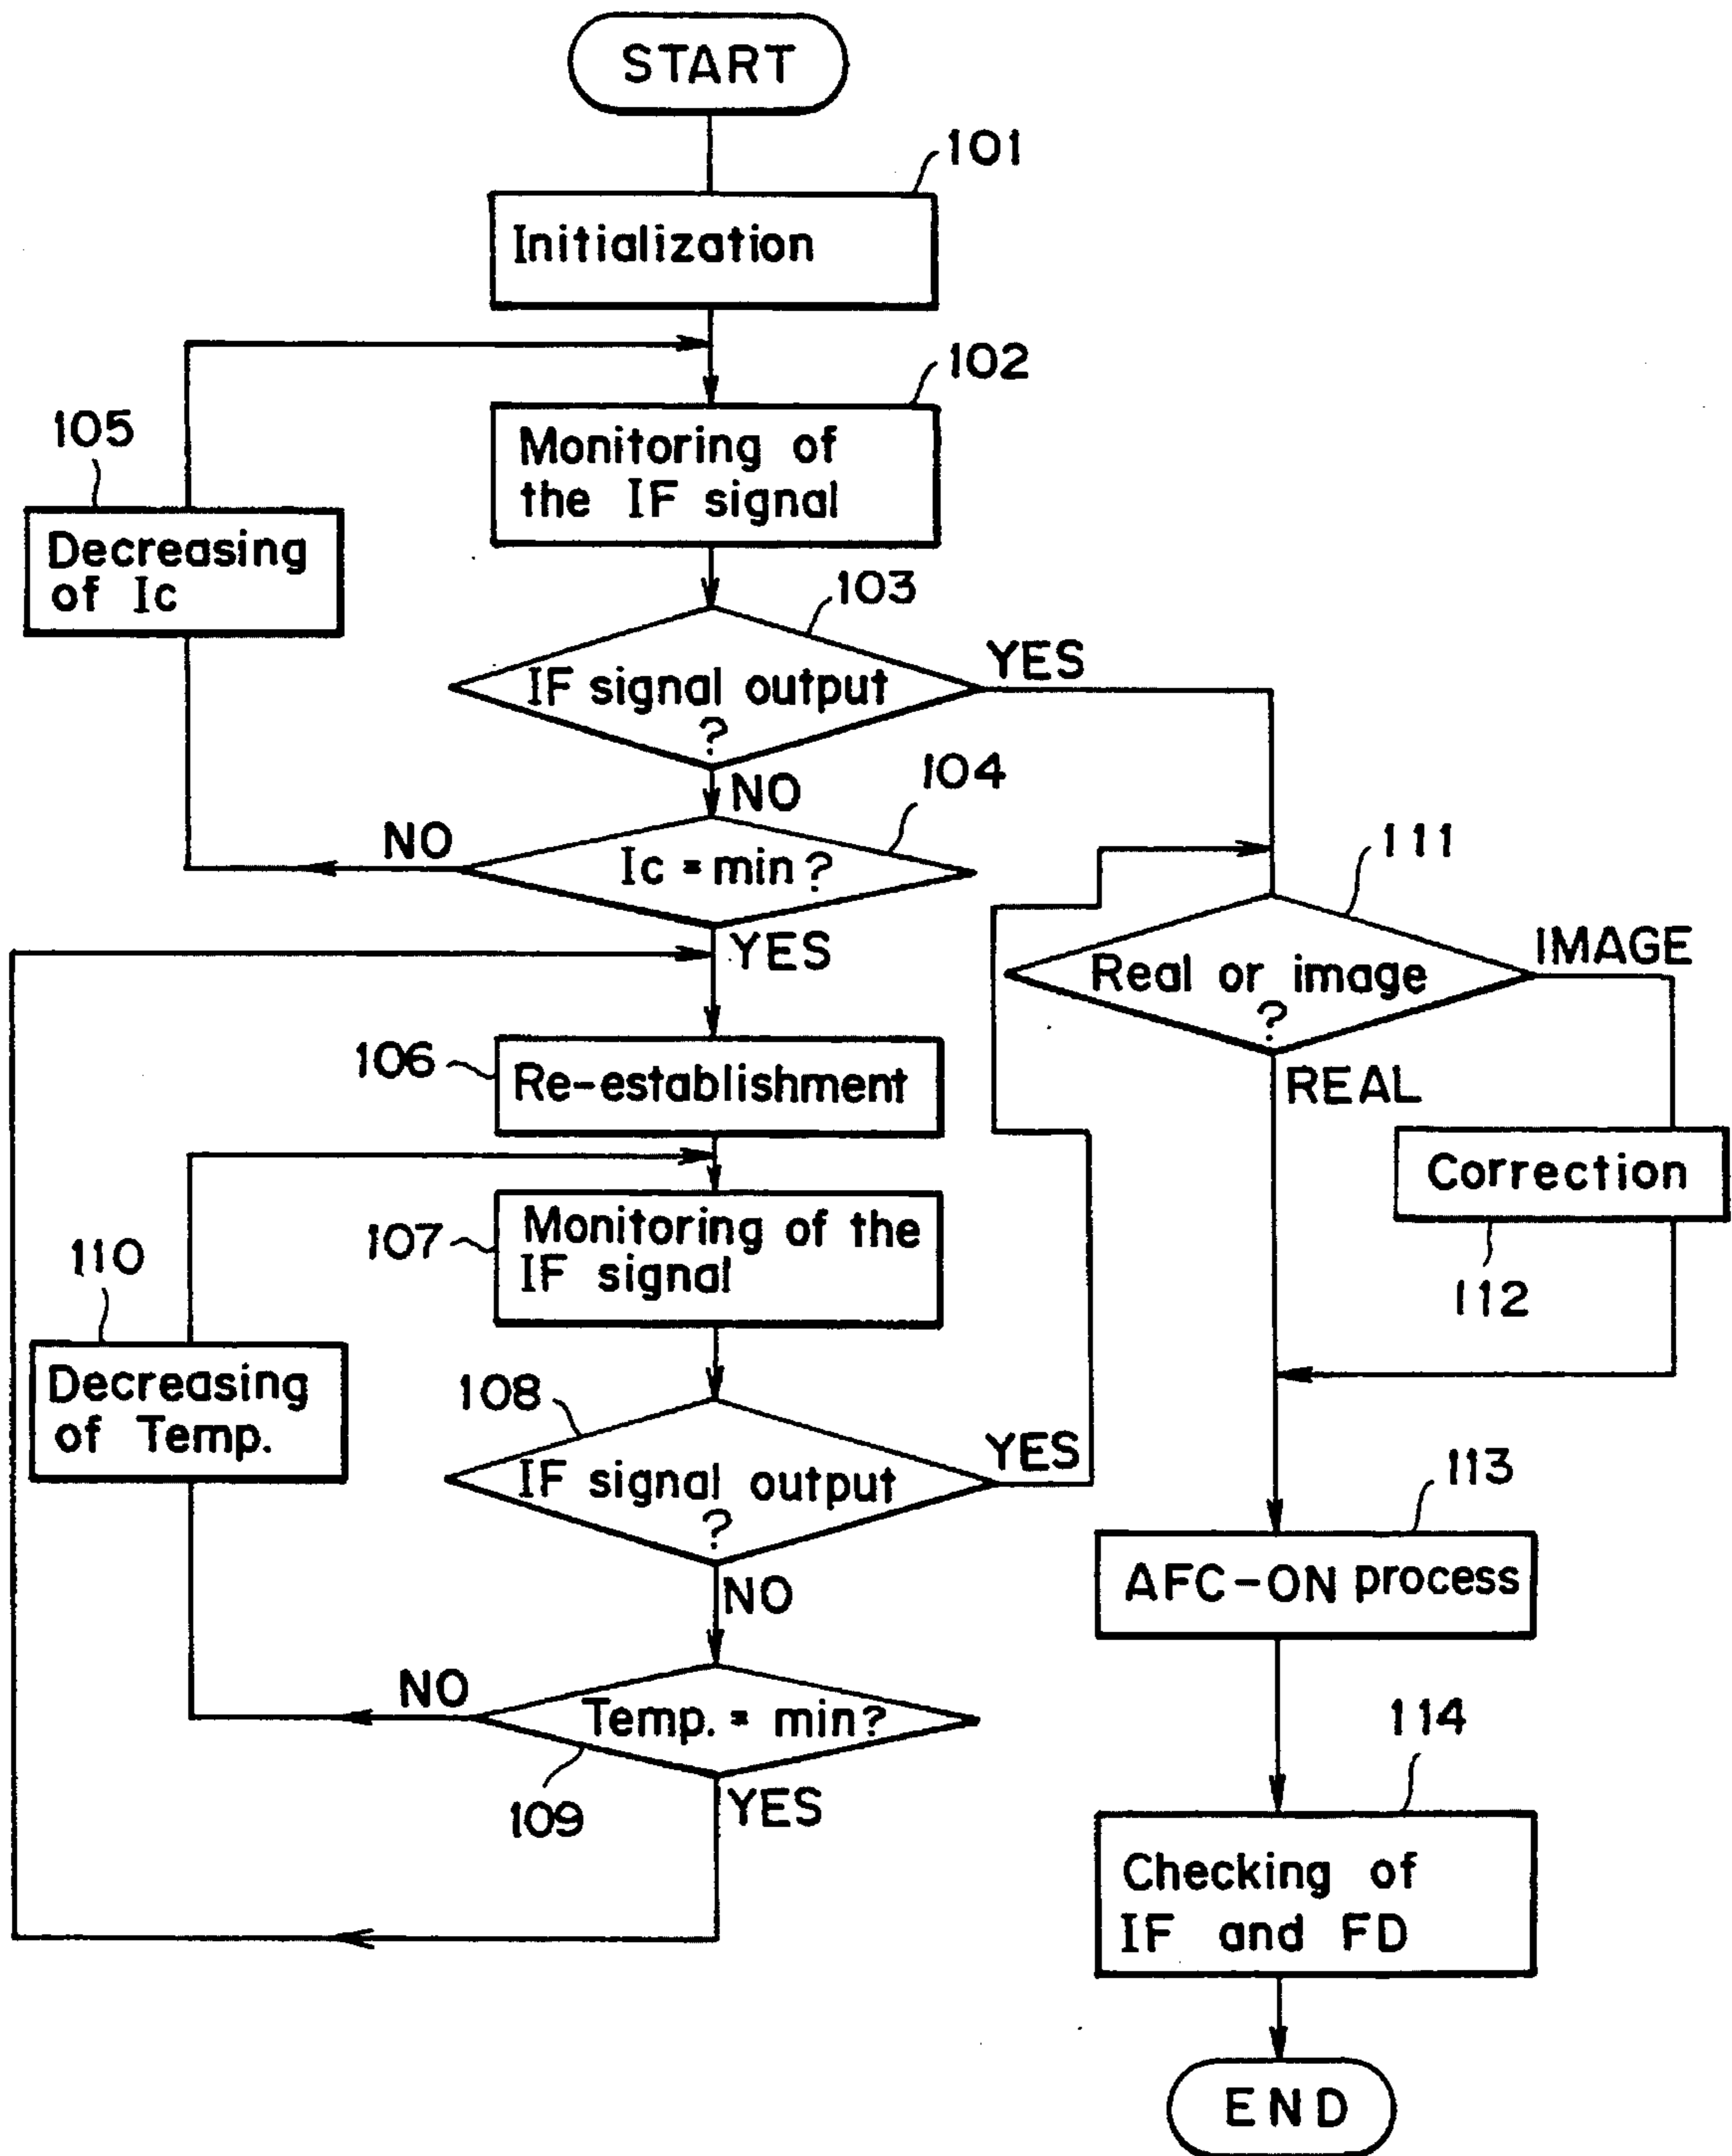 START
101
Initialization
102
Monitoring of
the IF signal
105
Decreasing
of Ic
103
IF signal output
?
YES
NO
104
Ic = min?
NO
YES
111
Real or image
?
IMAGE
REAL
106
Re-establishment
Correction
112
107
Monitoring of the
IF signal
110
Decreasing
of Temp.
108
IF signal output
?
YES
NO
113
AFC-ON process
Temp. = min?
NO
109
YES
114
Checking of
IF and FD
END